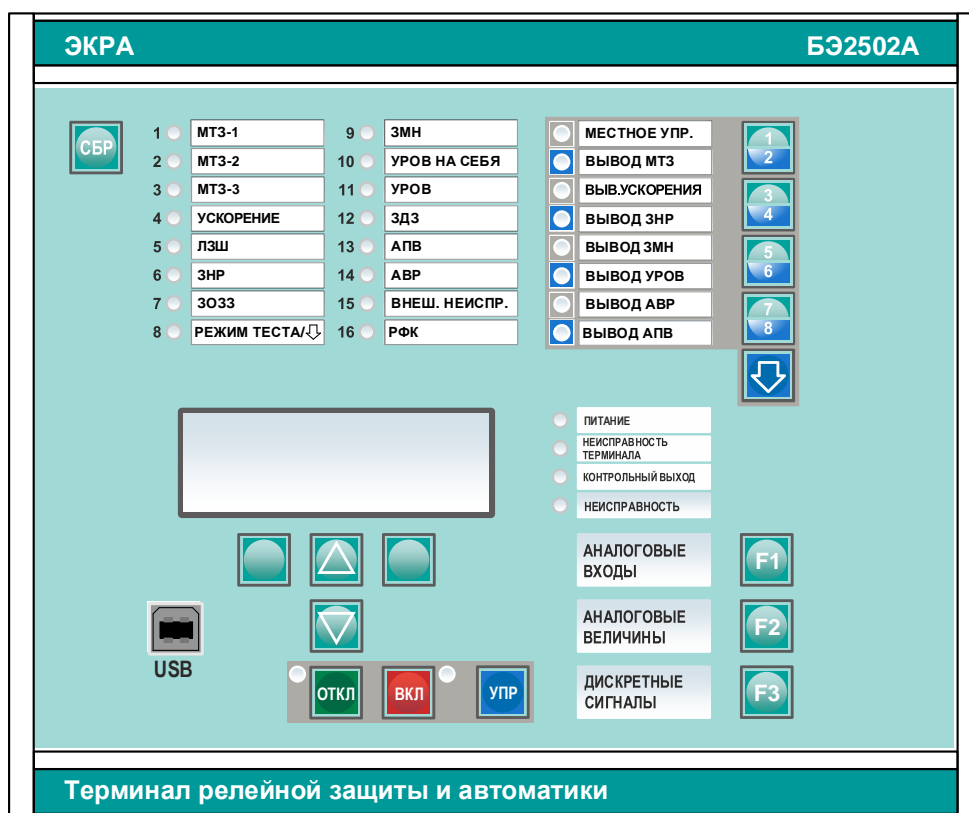 ЭКРА БЭ2502А
СБР
1 МТЗ-1
2 МТЗ-2
3 МТЗ-3
4 УСКОРЕНИЕ
5 ЛЗШ
6 ЗНР
7 ЗОЗЗ
8 РЕЖИМ ТЕСТА/
9 ЗМН
10 УРОВ НА СЕБЯ
11 УРОВ
12 ЗДЗ
13 АПВ
14 АВР
15 ВНЕШ. НЕИСПР.
16 РФК
МЕСТНОЕ УПР.
ВЫВОД МТЗ
ВЫВ.УСКОРЕНИЯ
ВЫВОД ЗНР
ВЫВОД ЗМН
ВЫВОД УРОВ
ВЫВОД АВР
ВЫВОД АПВ
1
2
3
4
5
6
7
8
ПИТАНИЕ
НЕИСПРАВНОСТЬ
ТЕРМИНАЛА
КОНТРОЛЬНЫЙ ВЫХОД
НЕИСПРАВНОСТЬ
АНАЛОГОВЫЕ
ВХОДЫ
F1
АНАЛОГОВЫЕ
ВЕЛИЧИНЫ
F2
ДИСКРЕТНЫЕ
СИГНАЛЫ
F3
USB
ОТКЛ ВКЛ УПР
Терминал релейной защиты и автоматики